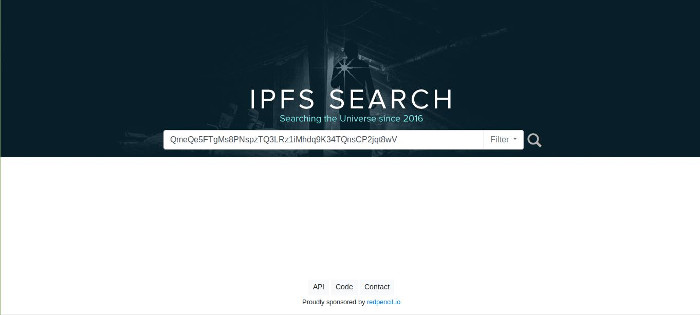 IPFS SEARCH
Searching the Universe since 2016
QmeQe5FTgMs8PNspzTQ3LRz1iMhdq9K34TQnsCP2jqt8wV Filter
API Code Contact
Proudly sponsored by redpencil.io